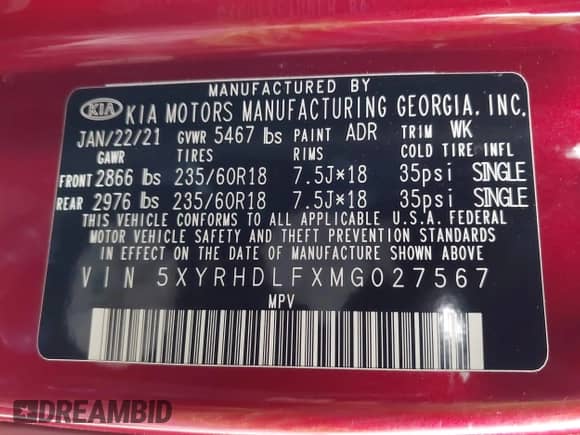 MANUFACTURED BY
KIA KIA MOTORS MANUFACTURING GEORGIA, INC.
JAN/22/21 GVWR 5467 lbs PAINT ADR TRIM WK
GAWR TIRES RIMS COLD TIRE INFL
FRONT 2866 lbs 235/60R18 7.5J*18 35psi SINGLE
REAR 2976 lbs 235/60R18 7.5J*18 35psi SINGLE
THIS VEHICLE CONFORMS TO ALL APPLICABLE U.S.A. FEDERAL
MOTOR VEHICLE SAFETY AND THEFT PREVENTION STANDARDS
IN EFFECT ON THE DATE OF MANUFACTURE SHOWN ABOVE
VIN 5XYRHDLFXMG027567
MPV
DREAMBID